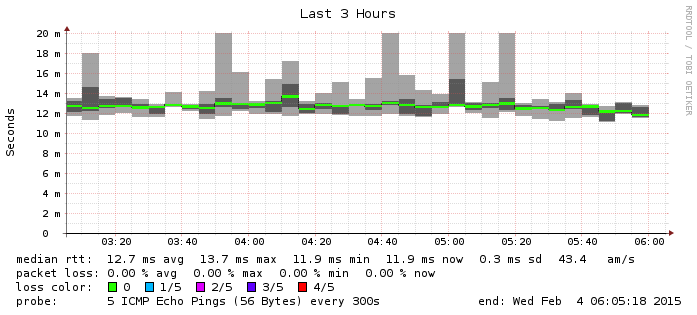 Last 3 Hours
RRDTOOL / TOBI OETIKER
Seconds
20 m
18 m
16 m
14 m
12 m
10 m
8 m
6 m
4 m
2 m
0
03:20 03:40 04:00 04:20 04:40 05:00 05:20 05:40 06:00
median rtt: 12.7 ms avg 13.7 ms max 11.9 ms min 11.9 ms now 0.3 ms sd 43.4 am/s
packet loss: 0.00 % avg 0.00 % max 0.00 % min 0.00 % now
loss color: 0 1/5 2/5 3/5 4/5
probe: 5 ICMP Echo Pings (56 Bytes) every 300s end: Wed Feb 4 06:05:18 2015